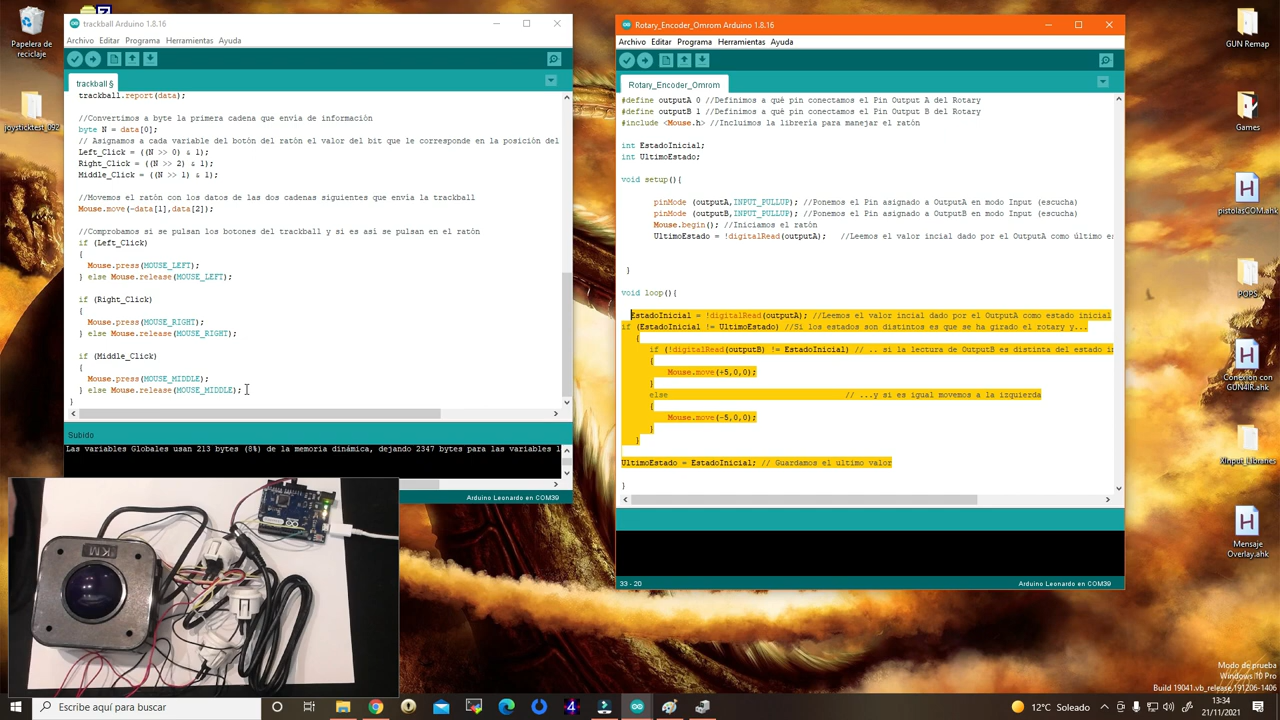 Papelera de
reciclaje
joysticktest_092
trackball Arduino 1.8.16
Archivo Editar Programa Herramientas Ayuda
trackball §
trackball.report(data);
//Convertimos a byte la primera cadena que envía de información
byte N = data[0];
// Asignamos a cada variable del botón del ratón el valor del bit que le corresponde en la posición del
Left_Click = ((N >> 0) & 1);
Right_Click = ((N >> 2) & 1);
Middle_Click = ((N >> 1) & 1);
//Movemos el ratón con los datos de las dos cadenas siguientes que envía la trackball
Mouse.move(-data[1],data[2]);
//Comprobamos si se pulsan los botones del trackball y si es así se pulsan en el ratón
if (Left_Click)
{
Mouse.press(MOUSE_LEFT);
} else Mouse.release(MOUSE_LEFT);
if (Right_Click)
{
Mouse.press(MOUSE_RIGHT);
} else Mouse.release(MOUSE_RIGHT);
if (Middle_Click)
{
Mouse.press(MOUSE_MIDDLE);
} else Mouse.release(MOUSE_MIDDLE);
}
Subido
Las variables Globales usan 213 bytes (8%) de la memoria dinámica, dejando 2347 bytes para las variables l
Arduino Leonardo en COM39
KM
Rotary_Encoder_Omrom Arduino 1.8.16
Archivo Editar Programa Herramientas Ayuda
Rotary_Encoder_Omrom
#define outputA 0 //Definimos a qué pin conectamos el Pin Output A del Rotary
#define outputB 1 //Definimos a qué pin conectamos el Pin Output B del Rotary
#include <Mouse.h> //Incluimos la librería para manejar el ratón
int EstadoInicial;
int UltimoEstado;
void setup(){
pinMode (outputA,INPUT_PULLUP); //Ponemos el Pin asignado a OutputA en modo Input (escucha)
pinMode (outputB,INPUT_PULLUP); //Ponemos el Pin asignado a OutputB en modo Input (escucha)
Mouse.begin(); //Iniciamos el ratón
UltimoEstado = !digitalRead(outputA); //Leemos el valor incial dado por el OutputA como último es
}
void loop(){
EstadoInicial = !digitalRead(outputA); //Leemos el valor incial dado por el OutputA como estado inicial
if (EstadoInicial != UltimoEstado) //Si los estados son distintos es que se ha girado el rotary y...
{
if (!digitalRead(outputB) != EstadoInicial) // .. si la lectura de OutputB es distinta del estado in
{
Mouse.move(+5,0,0);
}
else // ...y si es igual movemos a la izquierda
{
Mouse.move(-5,0,0);
}
}
UltimoEstado = EstadoInicial; // Guardamos el ultimo valor
}
33 - 20
Arduino Leonardo en COM39
GUN Remap
Games
pistolasGOM.ahk
POPS
Conexión con
GUN4IR.ahk
Xinput_Libraries
Mensaje
Overlay.ahk
Modo de prueba
Windows 10 Pro
Build 19041.vb_release.191206-1406
Escribe aquí para buscar
12°C Soleado
13:34
21/11/2021